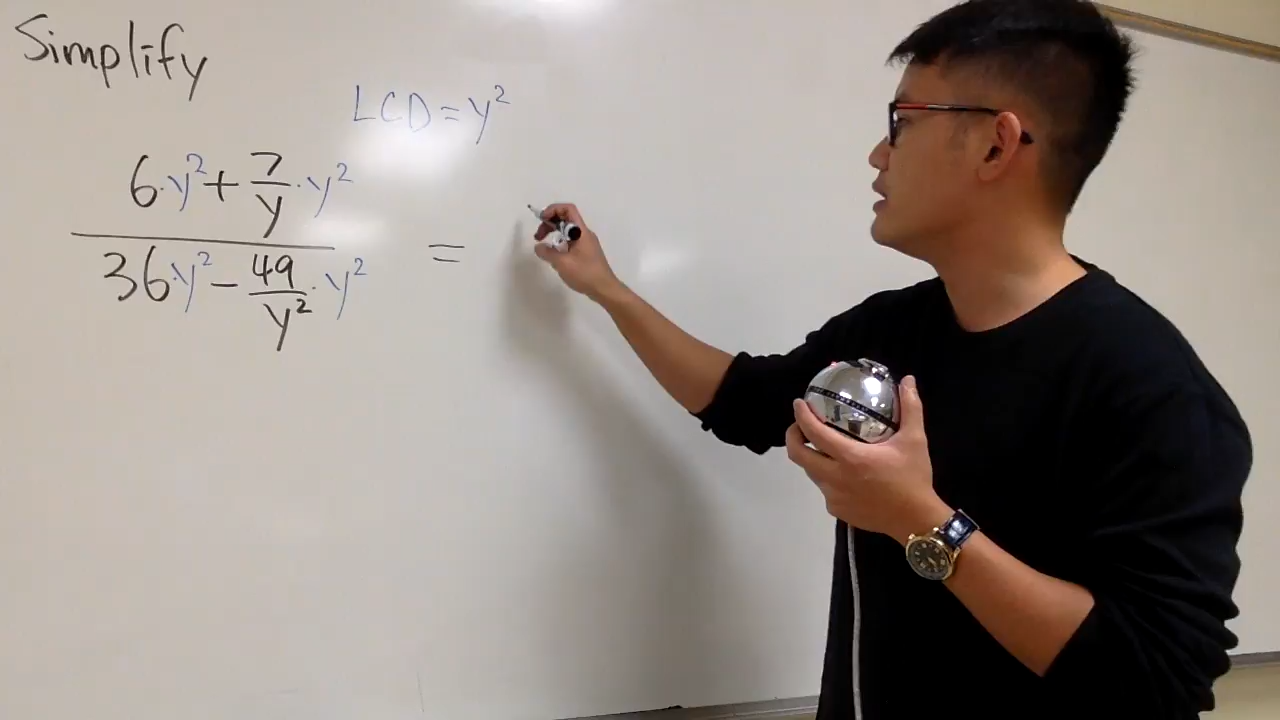 Simplify
LCD = y²
6·y² + 7/y · y²
36·y² - 49/y² · y²
=